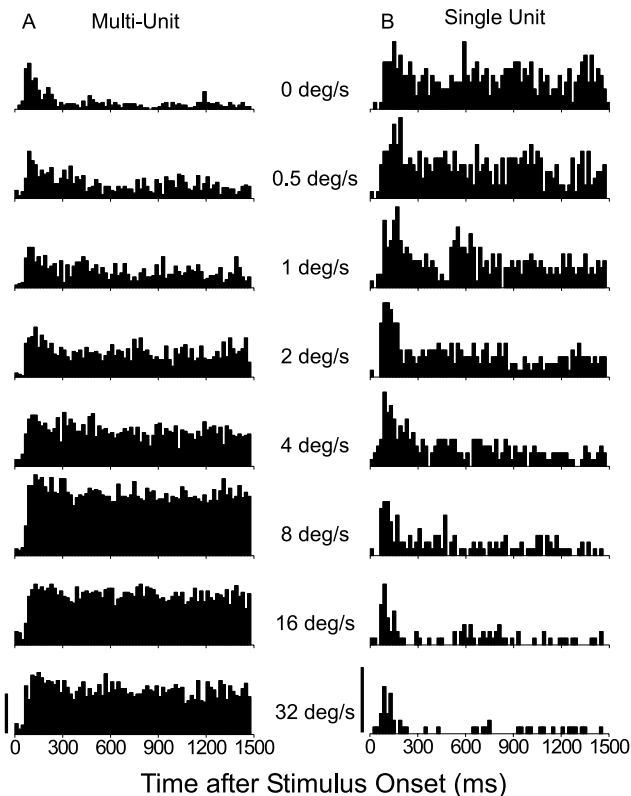 A Multi-Unit
B Single Unit
0 deg/s
0.5 deg/s
1 deg/s
2 deg/s
4 deg/s
8 deg/s
16 deg/s
32 deg/s
0 300 600 900 1200 1500
0 300 600 900 1200 1500
Time after Stimulus Onset (ms)